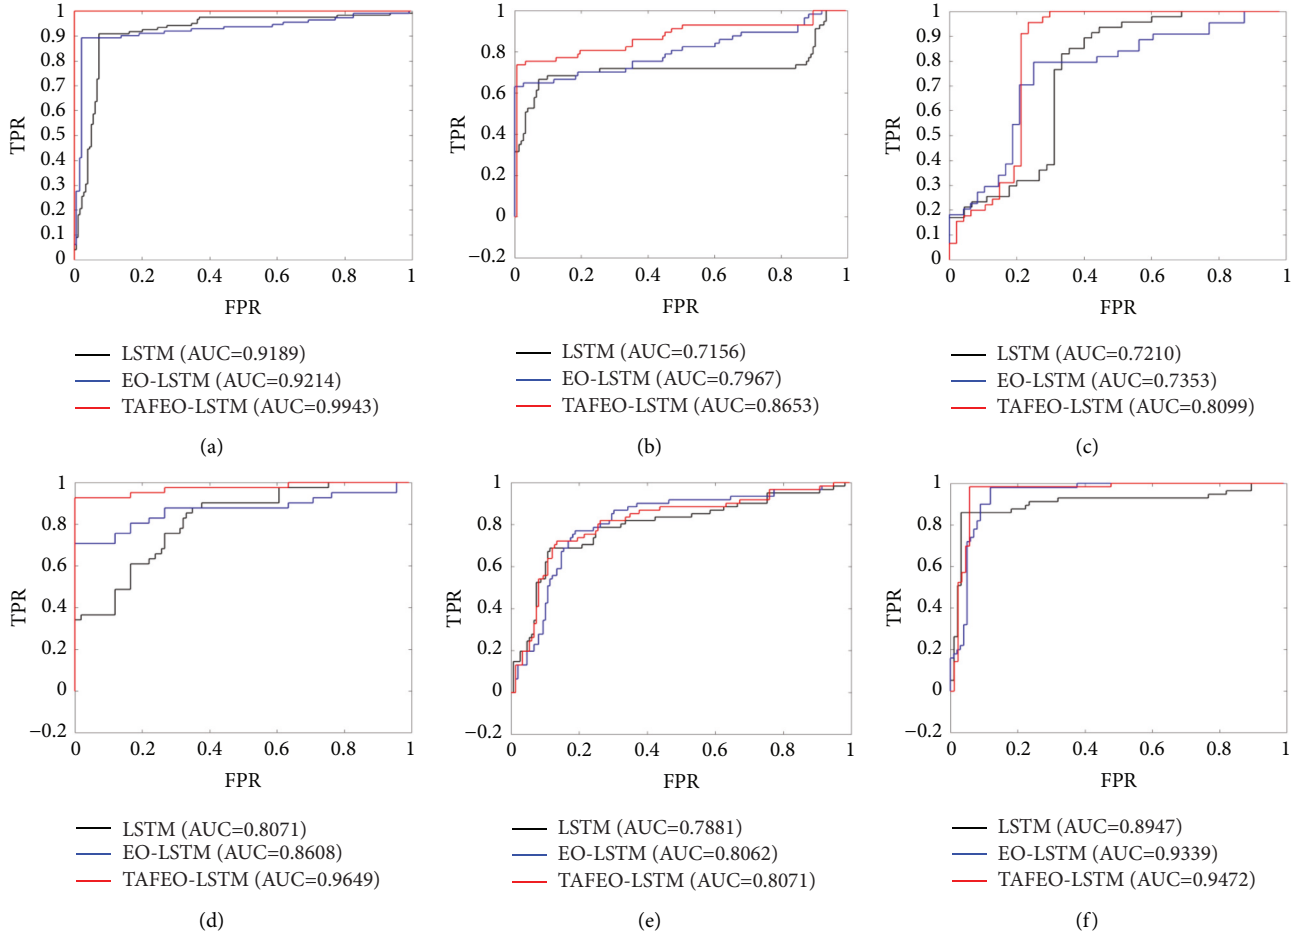 TPR
1
0.9
0.8
0.7
0.6
0.5
0.4
0.3
0.2
0.1
0
0 0.2 0.4 0.6 0.8 1
FPR
LSTM (AUC=0.9189)
EO-LSTM (AUC=0.9214)
TAFEO-LSTM (AUC=0.9943)
(a)
TPR
1
0.8
0.6
0.4
0.2
0
−0.2
0 0.2 0.4 0.6 0.8 1
FPR
LSTM (AUC=0.7156)
EO-LSTM (AUC=0.7967)
TAFEO-LSTM (AUC=0.8653)
(b)
TPR
1
0.9
0.8
0.7
0.6
0.5
0.4
0.3
0.2
0.1
0
0 0.2 0.4 0.6 0.8 1
FPR
LSTM (AUC=0.7210)
EO-LSTM (AUC=0.7353)
TAFEO-LSTM (AUC=0.8099)
(c)
TPR
1
0.8
0.6
0.4
0.2
0
−0.2
0 0.2 0.4 0.6 0.8 1
FPR
LSTM (AUC=0.8071)
EO-LSTM (AUC=0.8608)
TAFEO-LSTM (AUC=0.9649)
(d)
TPR
1
0.8
0.6
0.4
0.2
0
−0.2
0 0.2 0.4 0.6 0.8 1
FPR
LSTM (AUC=0.7881)
EO-LSTM (AUC=0.8062)
TAFEO-LSTM (AUC=0.8071)
(e)
TPR
1
0.8
0.6
0.4
0.2
0
−0.2
0 0.2 0.4 0.6 0.8 1
FPR
LSTM (AUC=0.8947)
EO-LSTM (AUC=0.9339)
TAFEO-LSTM (AUC=0.9472)
(f)